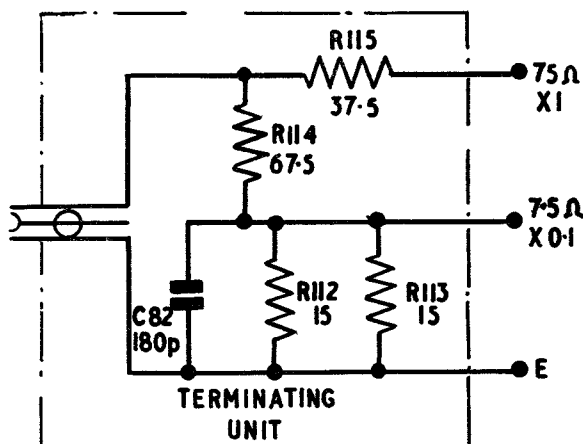 R115
37·5
75Ω
X1
R114
67·5
7·5Ω
X0·1
C82
180p
R112
15
R113
15
E
TERMINATING
UNIT